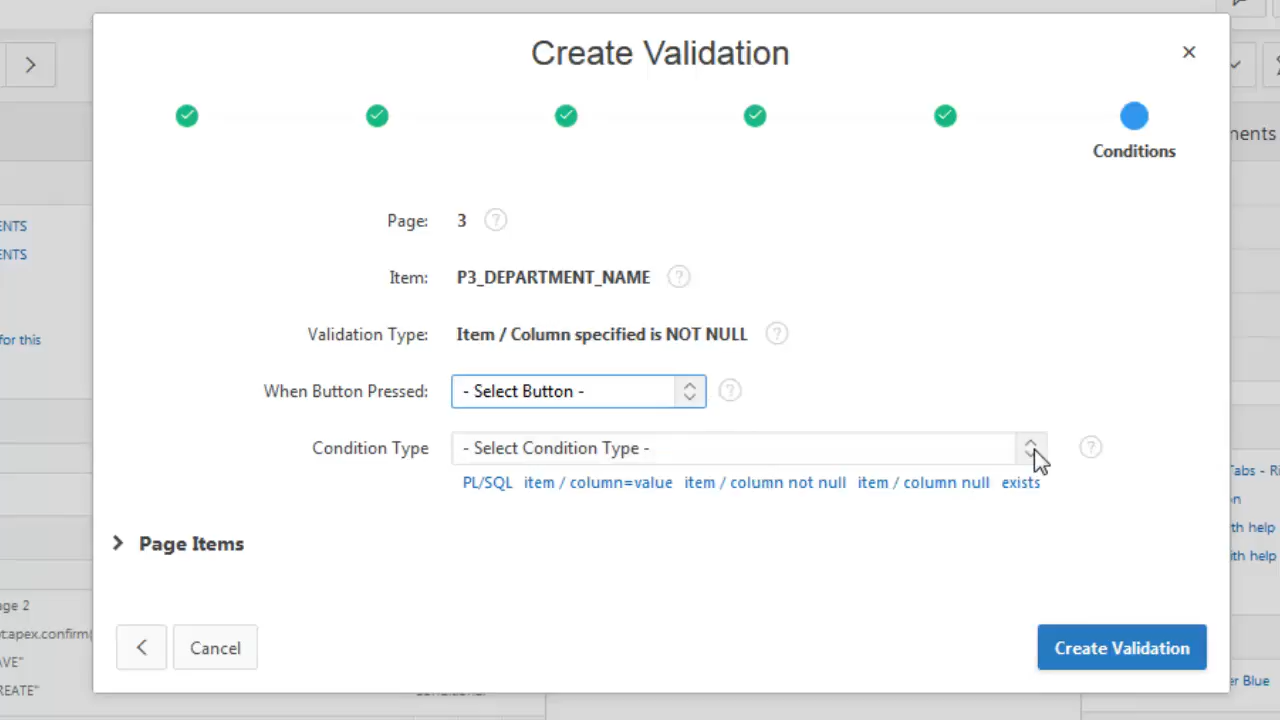 Create Validation
Conditions
Page: 3
Item: P3_DEPARTMENT_NAME
Validation Type: Item / Column specified is NOT NULL
When Button Pressed: - Select Button -
Condition Type - Select Condition Type -
PL/SQL item / column=value item / column not null item / column null exists
Page Items
Cancel
Create Validation
ENTS
ENTS
for this
age 2
t:apex.confirm(
AVE"
REATE"
ments
Tabs - Ri
on
th help
ith help
er Blue